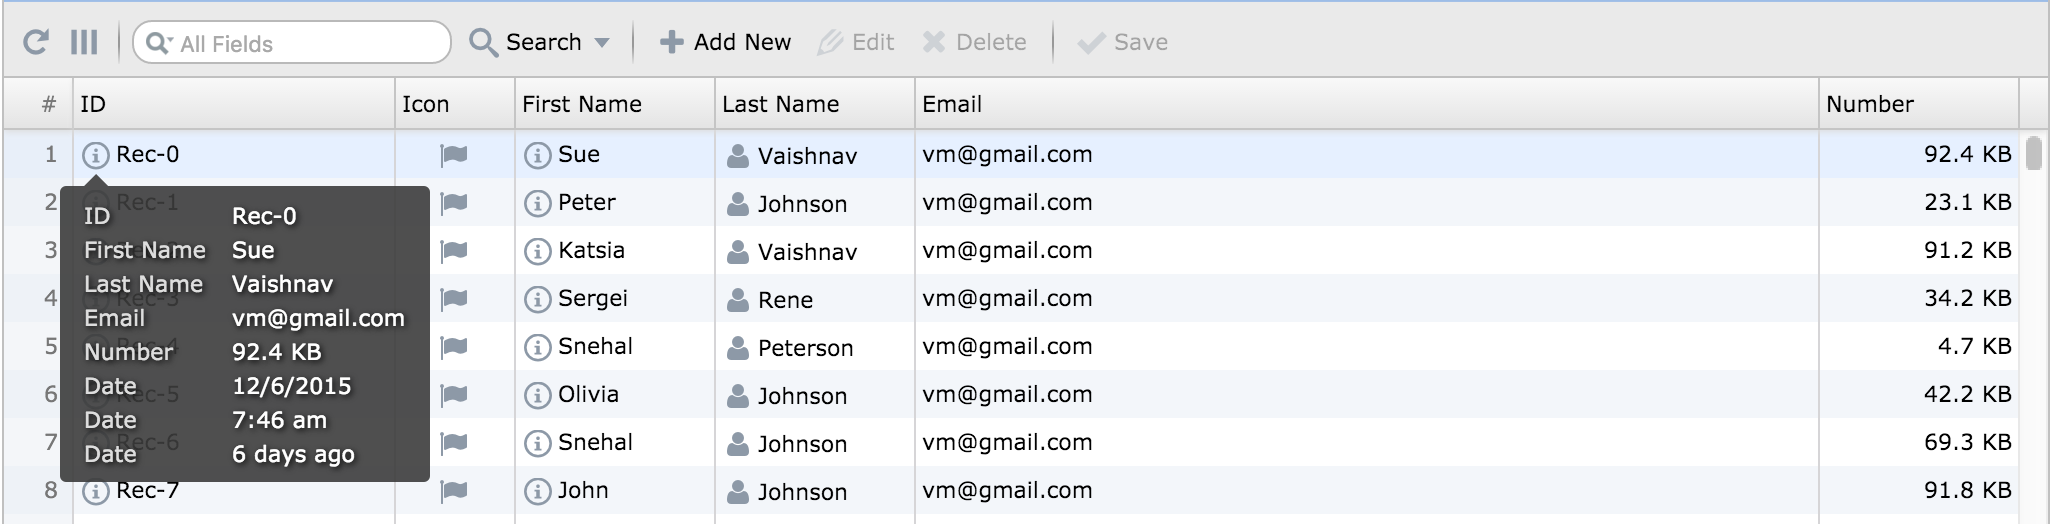 All Fields Search Add New Edit Delete Save
# ID Icon First Name Last Name Email Number
1 Rec-0 Sue Vaishnav vm@gmail.com 92.4 KB
2 Rec-1 Peter Johnson vm@gmail.com 23.1 KB
3 Katsia Vaishnav vm@gmail.com 91.2 KB
4 Rec-3 Sergei Rene vm@gmail.com 34.2 KB
5 Rec-4 Snehal Peterson vm@gmail.com 4.7 KB
6 Rec-5 Olivia Johnson vm@gmail.com 42.2 KB
7 Rec-6 Snehal Johnson vm@gmail.com 69.3 KB
8 Rec-7 John Johnson vm@gmail.com 91.8 KB
ID Rec-0
First Name Sue
Last Name Vaishnav
Email vm@gmail.com
Number 92.4 KB
Date 12/6/2015
Date 7:46 am
Date 6 days ago